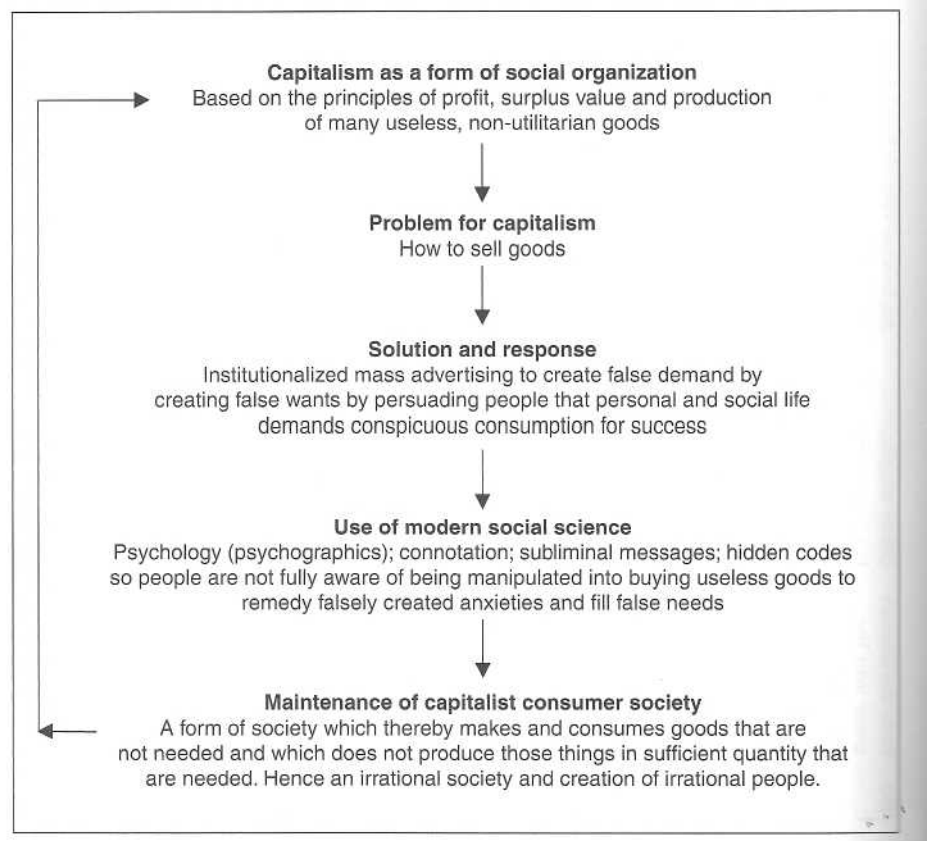 Capitalism as a form of social organization
Based on the principles of profit, surplus value and production
of many useless, non-utilitarian goods
Problem for capitalism
How to sell goods
Solution and response
Institutionalized mass advertising to create false demand by
creating false wants by persuading people that personal and social life
demands conspicuous consumption for success
Use of modern social science
Psychology (psychographics); connotation; subliminal messages; hidden codes
so people are not fully aware of being manipulated into buying useless goods to
remedy falsely created anxieties and fill false needs
Maintenance of capitalist consumer society
A form of society which thereby makes and consumes goods that are
not needed and which does not produce those things in sufficient quantity that
are needed. Hence an irrational society and creation of irrational people.